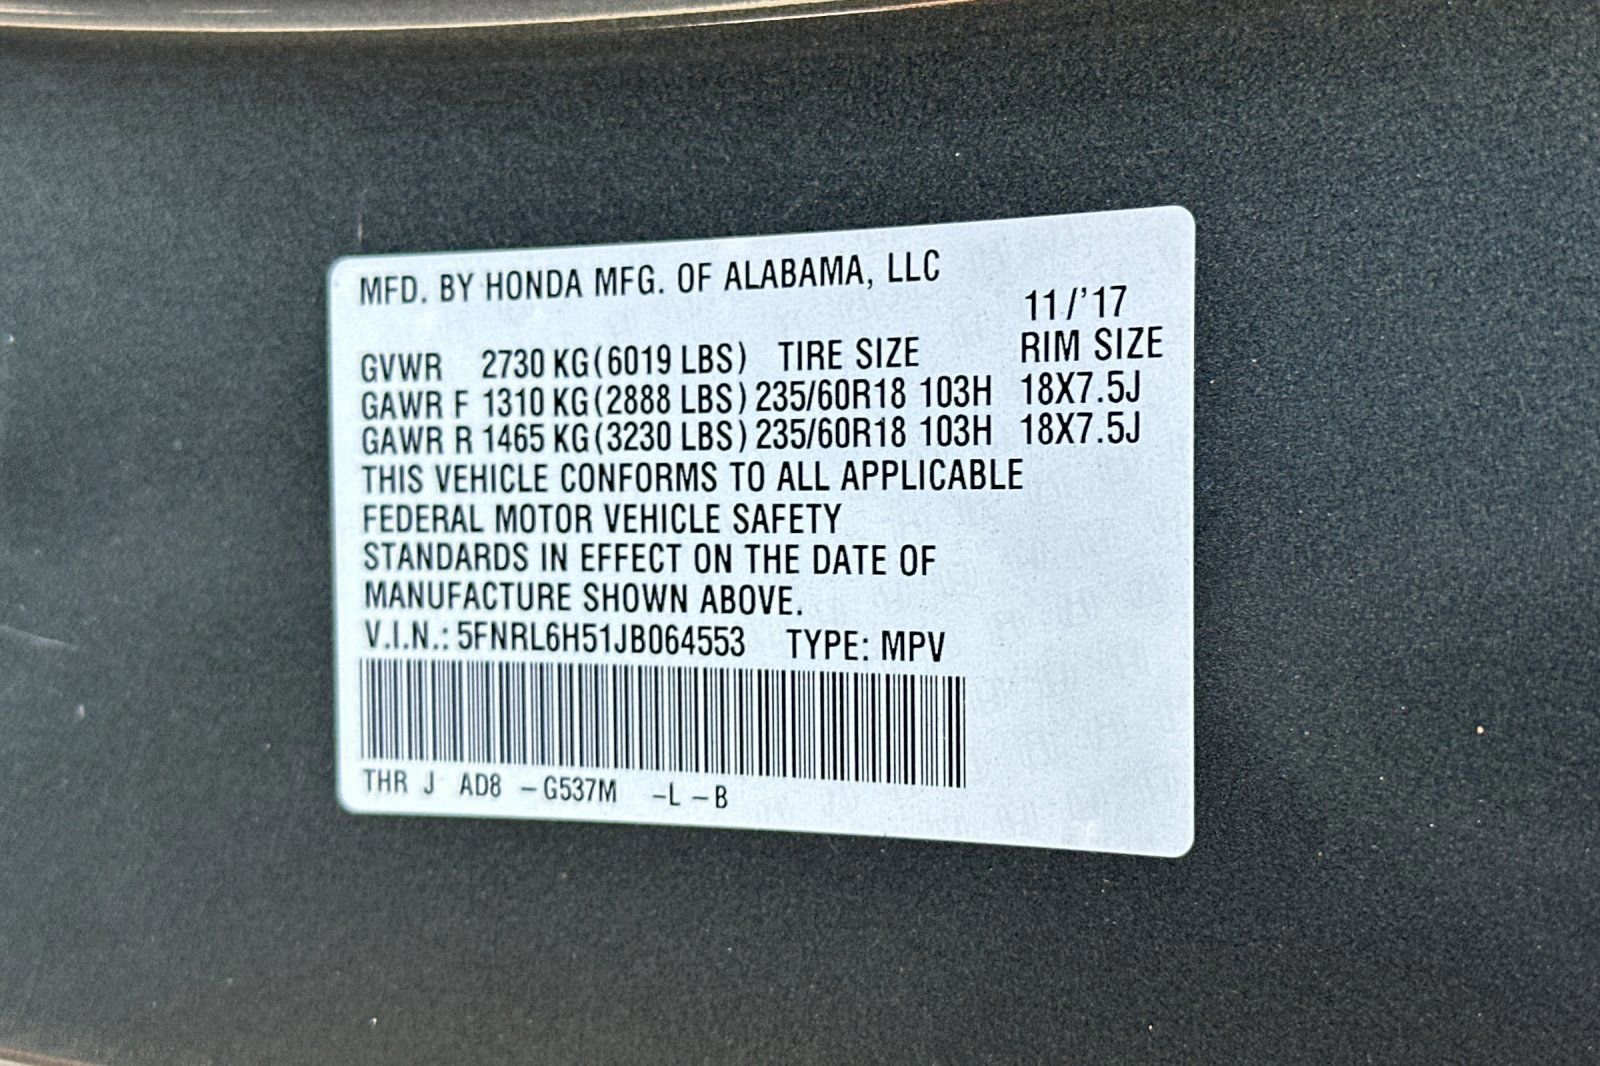 MFD. BY HONDA MFG. OF ALABAMA, LLC
11/'17
GVWR 2730 KG(6019 LBS) TIRE SIZE RIM SIZE
GAWR F 1310 KG(2888 LBS) 235/60R18 103H 18X7.5J
GAWR R 1465 KG(3230 LBS) 235/60R18 103H 18X7.5J
THIS VEHICLE CONFORMS TO ALL APPLICABLE
FEDERAL MOTOR VEHICLE SAFETY
STANDARDS IN EFFECT ON THE DATE OF
MANUFACTURE SHOWN ABOVE.
V.I.N.: 5FNRL6H51JB064553 TYPE: MPV
THR J AD8 -G537M -L -B